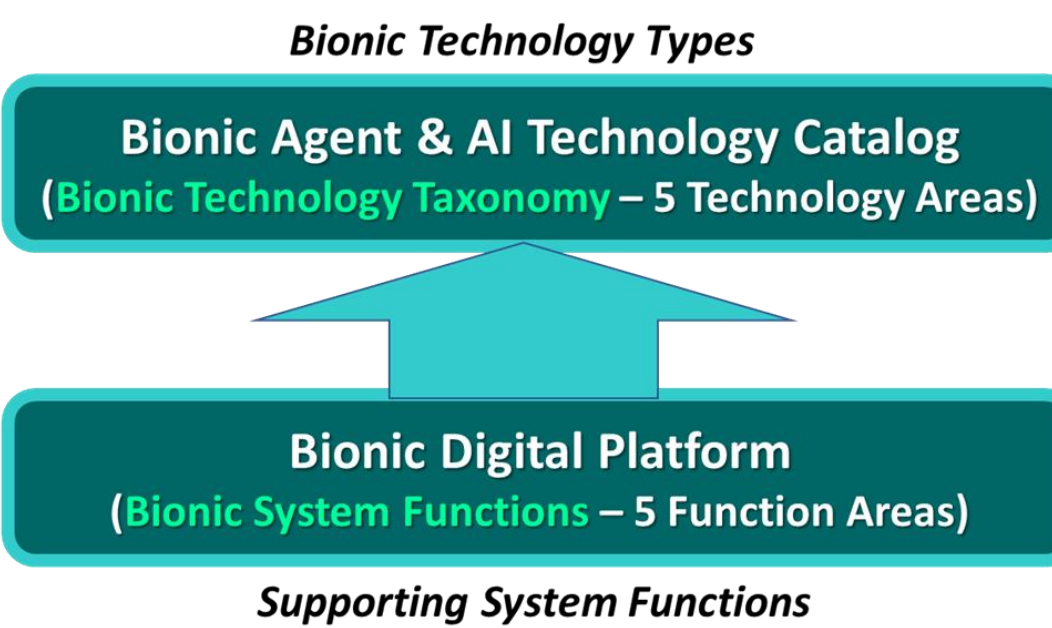 Bionic Technology Types
Bionic Agent & AI Technology Catalog
(Bionic Technology Taxonomy – 5 Technology Areas)
Bionic Digital Platform
(Bionic System Functions – 5 Function Areas)
Supporting System Functions